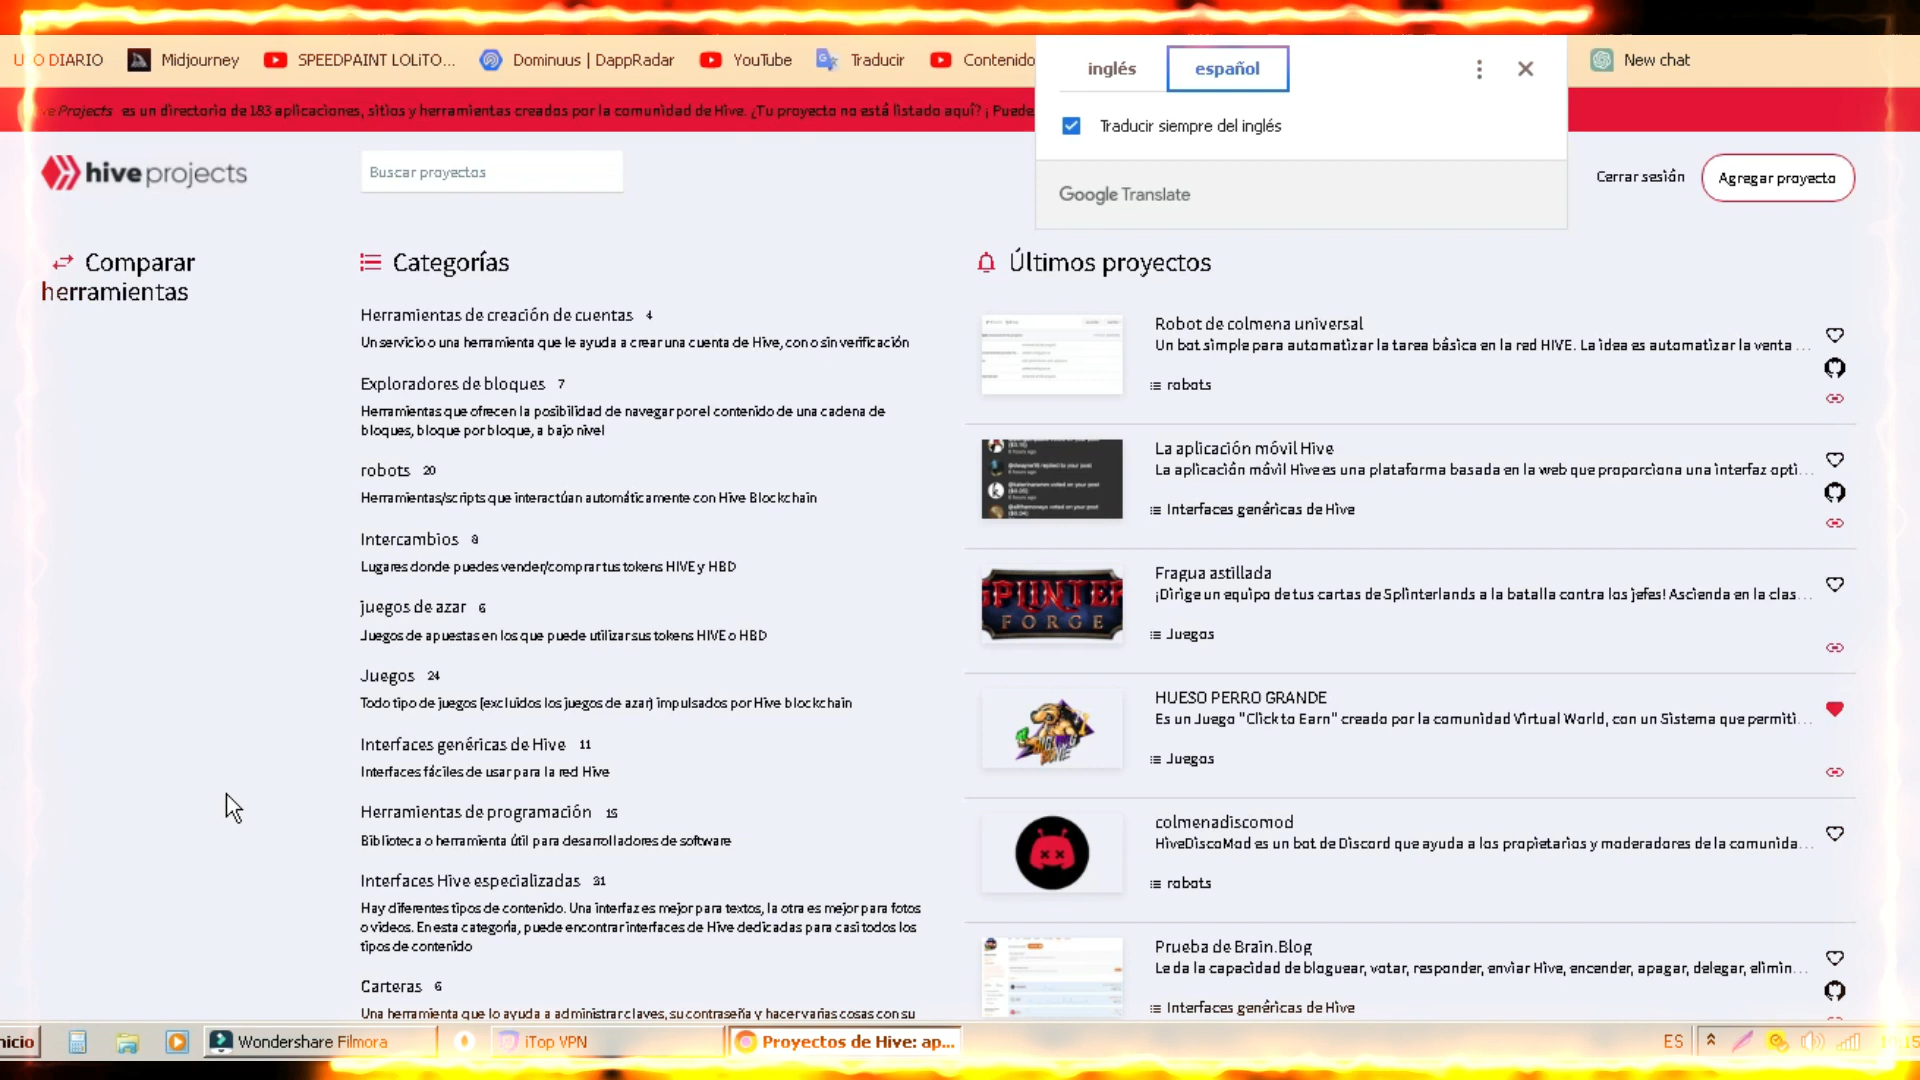 DIARIO
Midjourney
SPEEDPAINT LOLiTO...
Dominuus | DappRadar
YouTube
Traducir
Contenido
New chat
inglés
español
Traducir siempre del inglés
Google Translate
Projects es un directorio de 183 aplicaciones, sitios y herramientas creados por la comunidad de Hive. ¿Tu proyecto no está listado aquí? ¡ Puede
hive projects
Buscar proyectos
Cerrar sesión
Agregar proyecto
Comparar
herramientas
Categorías
Herramientas de creación de cuentas 4
Un servicio o una herramienta que le ayuda a crear una cuenta de Hive, con o sin verificación
Exploradores de bloques 7
Herramientas que ofrecen la posibilidad de navegar por el contenido de una cadena de
bloques, bloque por bloque, a bajo nivel
robots 20
Herramientas/scripts que interactúan automáticamente con Hive Blockchain
Intercambios 8
Lugares donde puedes vender/comprar tus tokens HIVE y HBD
juegos de azar 6
Juegos de apuestas en los que puede utilizar sus tokens HIVE o HBD
Juegos 24
Todo tipo de juegos (excluidos los juegos de azar) impulsados por Hive blockchain
Interfaces genéricas de Hive 11
Interfaces fáciles de usar para la red Hive
Herramientas de programación 15
Biblioteca o herramienta útil para desarrolladores de software
Interfaces Hive especializadas 31
Hay diferentes tipos de contenido. Una interfaz es mejor para textos, la otra es mejor para fotos
o videos. En esta categoría, puede encontrar interfaces de Hive dedicadas para casi todos los
tipos de contenido
Carteras 6
Una herramienta que lo ayuda a administrar claves, su contraseña y hacer varias cosas con su
Últimos proyectos
Robot de colmena universal
Un bot simple para automatizar la tarea básica en la red HIVE. La idea es automatizar la venta ...
robots
La aplicación móvil Hive
La aplicación móvil Hive es una plataforma basada en la web que proporciona una interfaz opti...
Interfaces genéricas de Hive
SPLINTER
FORGE
Fragua astillada
¡Dirige un equipo de tus cartas de Splinterlands a la batalla contra los jefes! Ascienda en la clas...
Juegos
HUESO PERRO GRANDE
Es un Juego "Click to Earn" creado por la comunidad Virtual World, con un Sistema que permiti...
Juegos
colmenadiscomod
HiveDiscoMod es un bot de Discord que ayuda a los propietarios y moderadores de la comunida...
robots
Prueba de Brain.Blog
Le da la capacidad de bloguear, votar, responder, enviar Hive, encender, apagar, delegar, elimin...
Interfaces genéricas de Hive
nicio
Wondershare Filmora
iTop VPN
Proyectos de Hive: ap...
ES